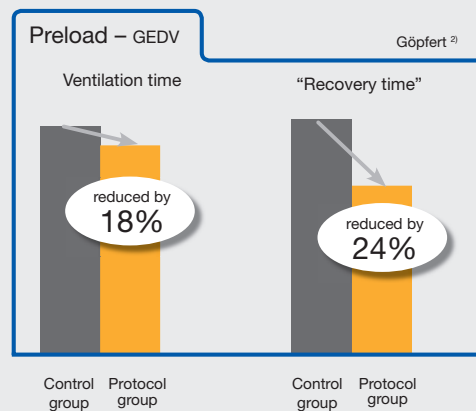 Preload – GEDV
Göpfert ²⁾
Ventilation time
“Recovery time”
reduced by
18%
reduced by
24%
Control group
Protocol group
Control group
Protocol group